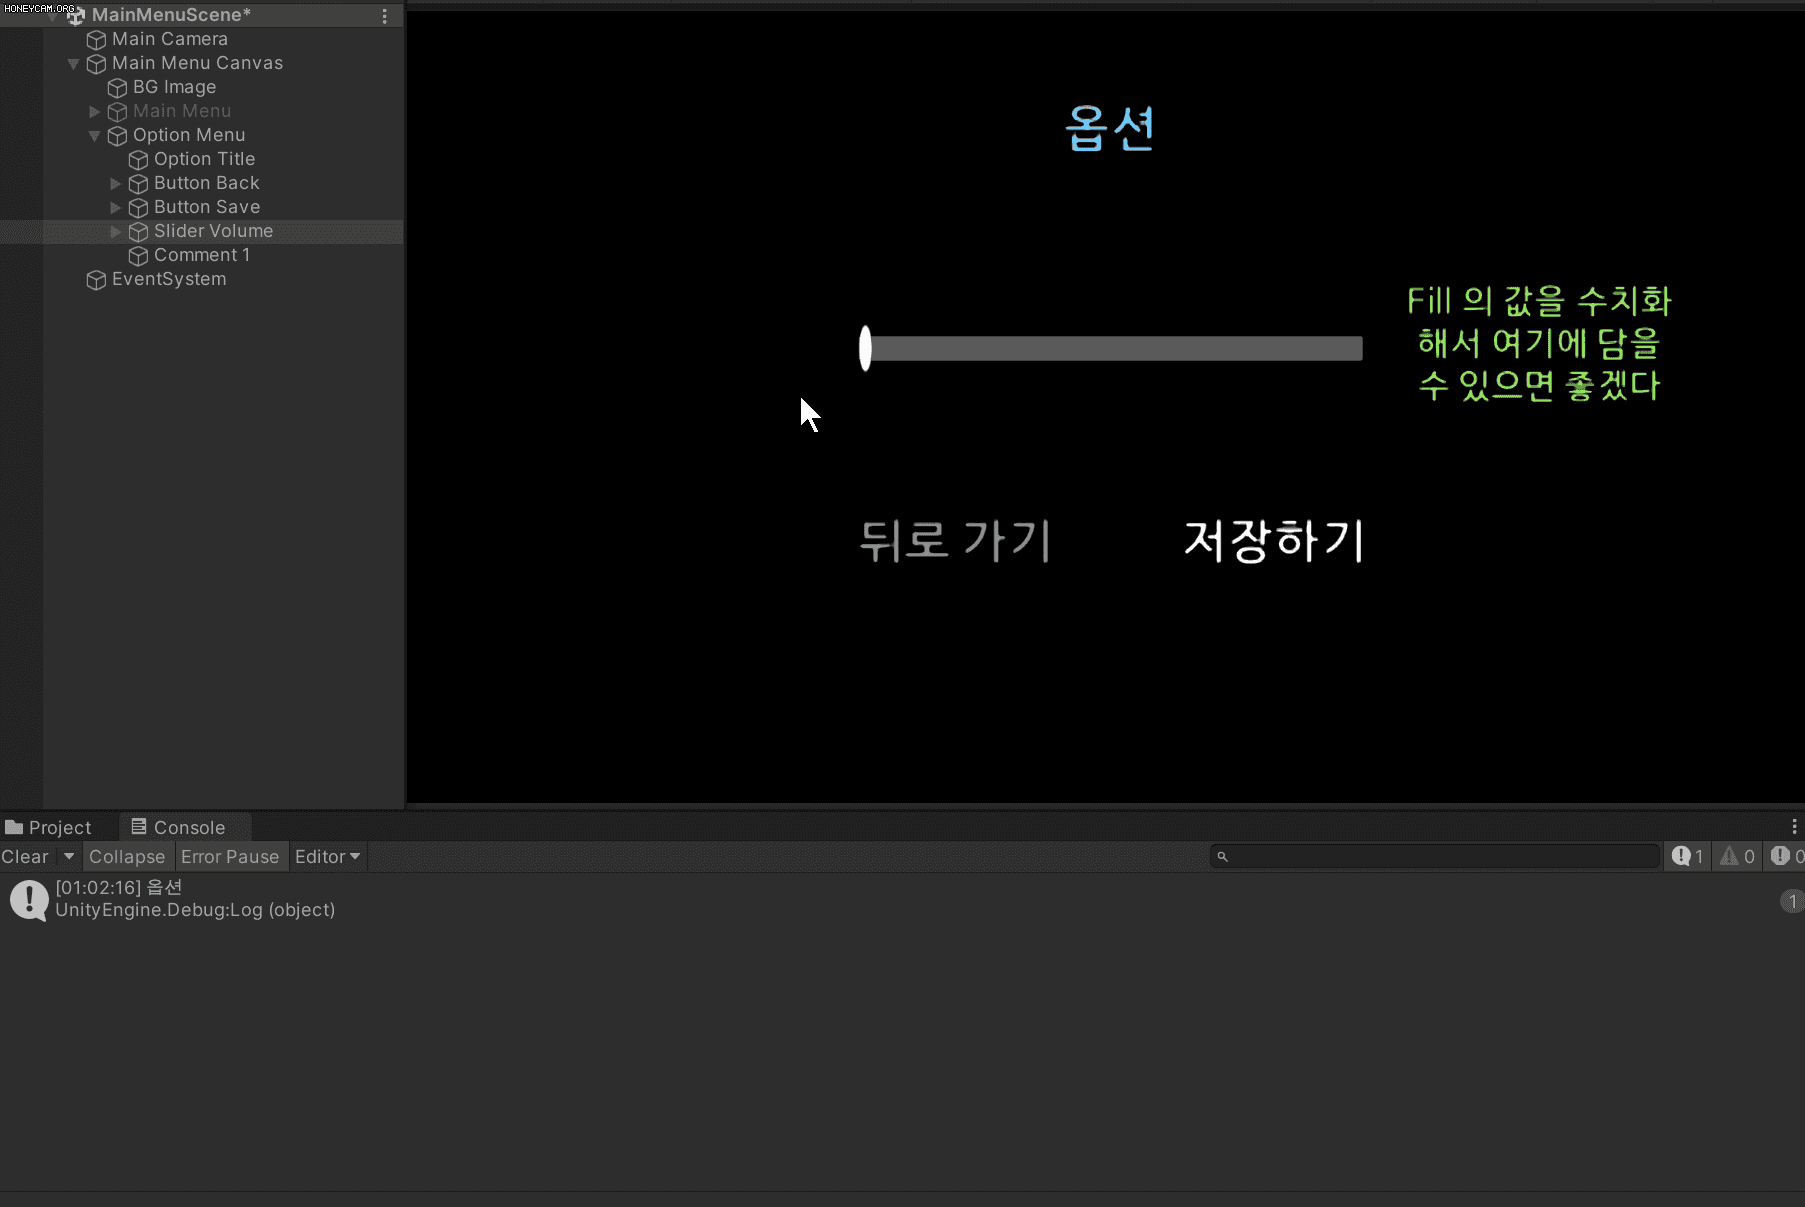 HONEYCAM.ORG
MainMenuScene*
Main Camera
Main Menu Canvas
BG Image
Main Menu
Option Menu
Option Title
Button Back
Button Save
Slider Volume
Comment 1
EventSystem
옵션
Fill 의 값을 수치화
해서 여기에 담을
수 있으면 좋겠다
뒤로 가기
저장하기
Project
Console
Clear
Collapse
Error Pause
Editor
1
0
0
[01:02:16] 옵션
UnityEngine.Debug:Log (object)
1